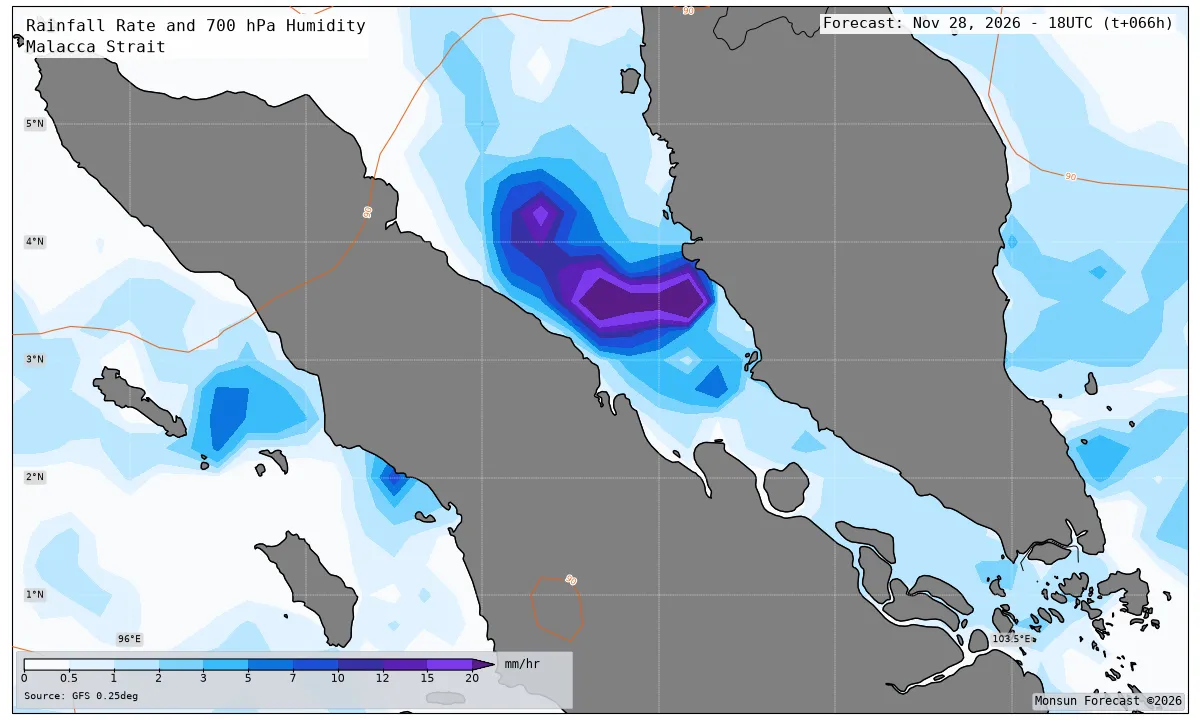 Rainfall Rate and 700 hPa Humidity
Malacca Strait
Forecast: Nov 28, 2026 - 18UTC (t+066h)
90
5°N
90
90
4°N
3°N
2°N
90
1°N
96°E
103.5°E
0 0.5 1 2 3 5 7 10 12 15 20 mm/hr
Source: GFS 0.25deg
Monsun Forecast ©2026